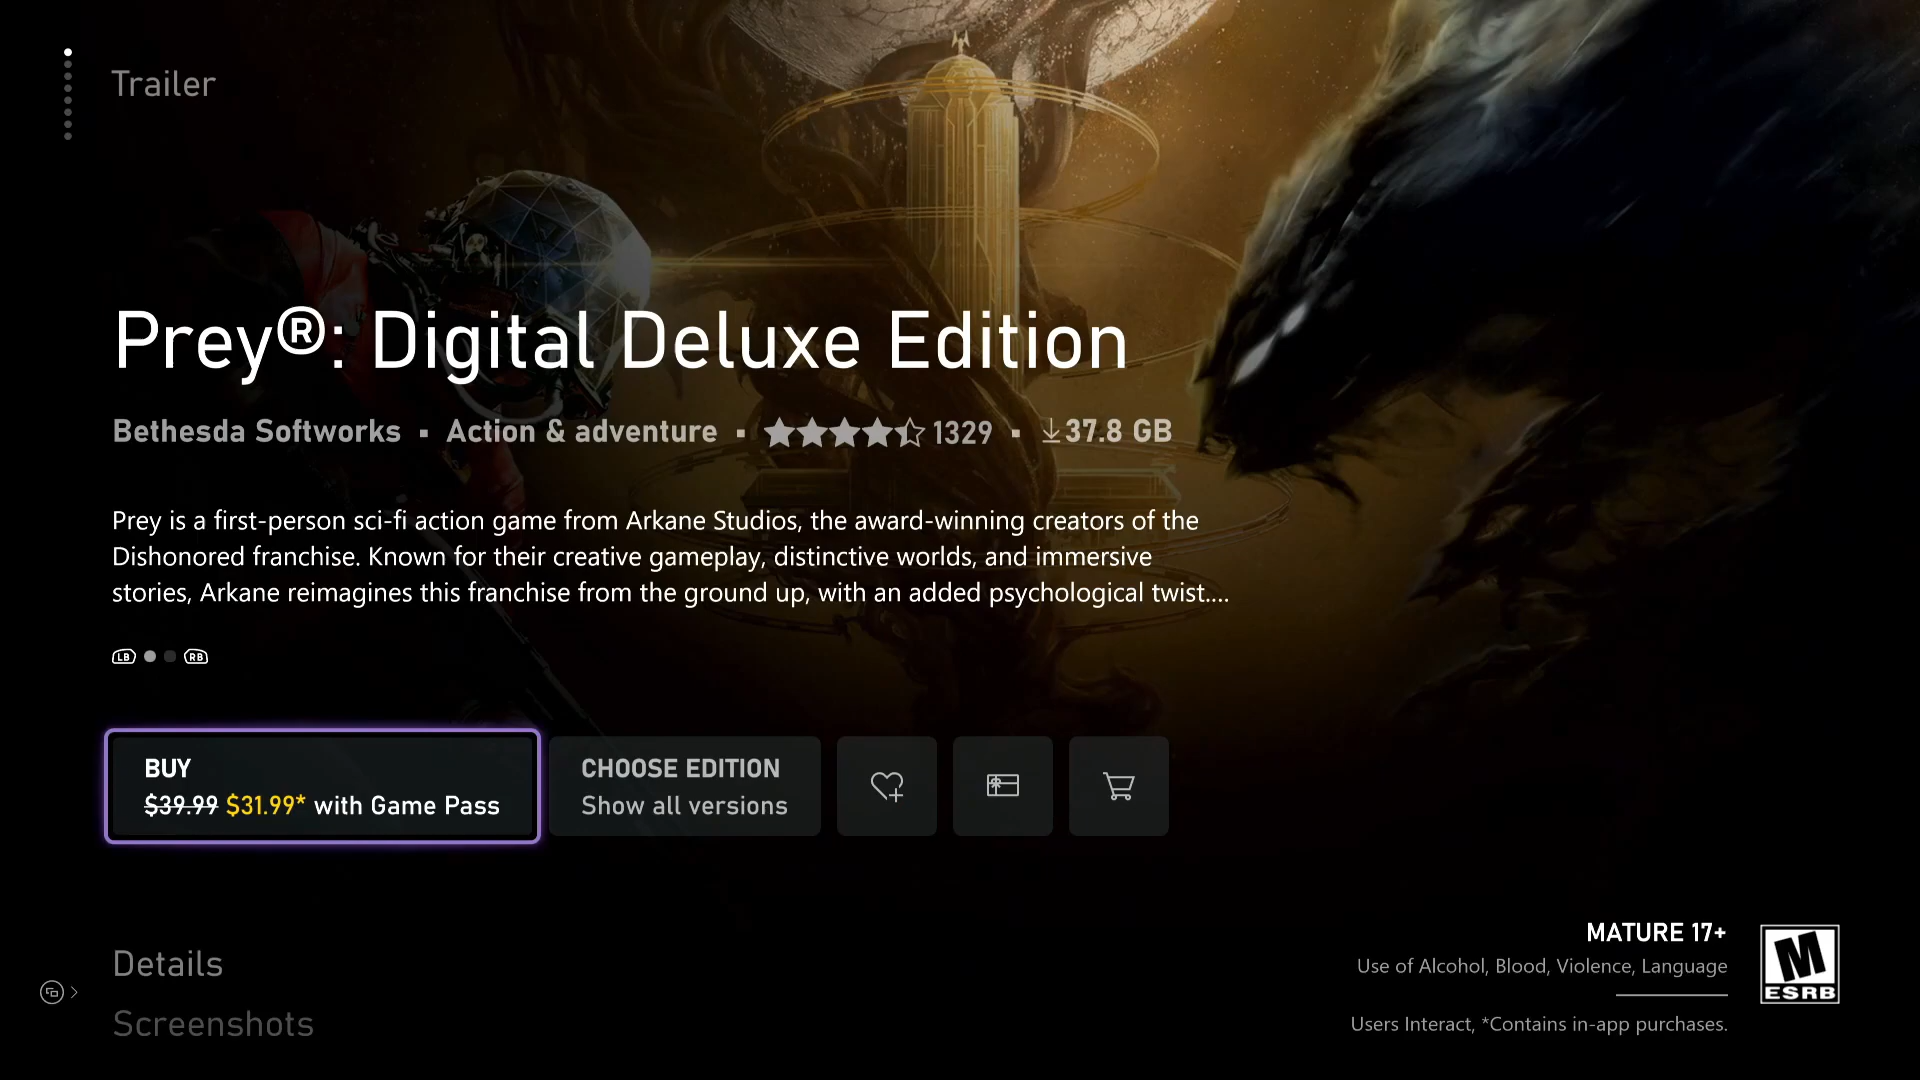 Trailer
Prey®: Digital Deluxe Edition
Bethesda Softworks ▪ Action & adventure ▪ 1329 ▪ 37.8 GB
Prey is a first-person sci-fi action game from Arkane Studios, the award-winning creators of the
Dishonored franchise. Known for their creative gameplay, distinctive worlds, and immersive
stories, Arkane reimagines this franchise from the ground up, with an added psychological twist....
LB RB
BUY
$39.99 $31.99* with Game Pass
CHOOSE EDITION
Show all versions
Details
Screenshots
MATURE 17+
Use of Alcohol, Blood, Violence, Language
Users Interact, *Contains in-app purchases.
M
ESRB